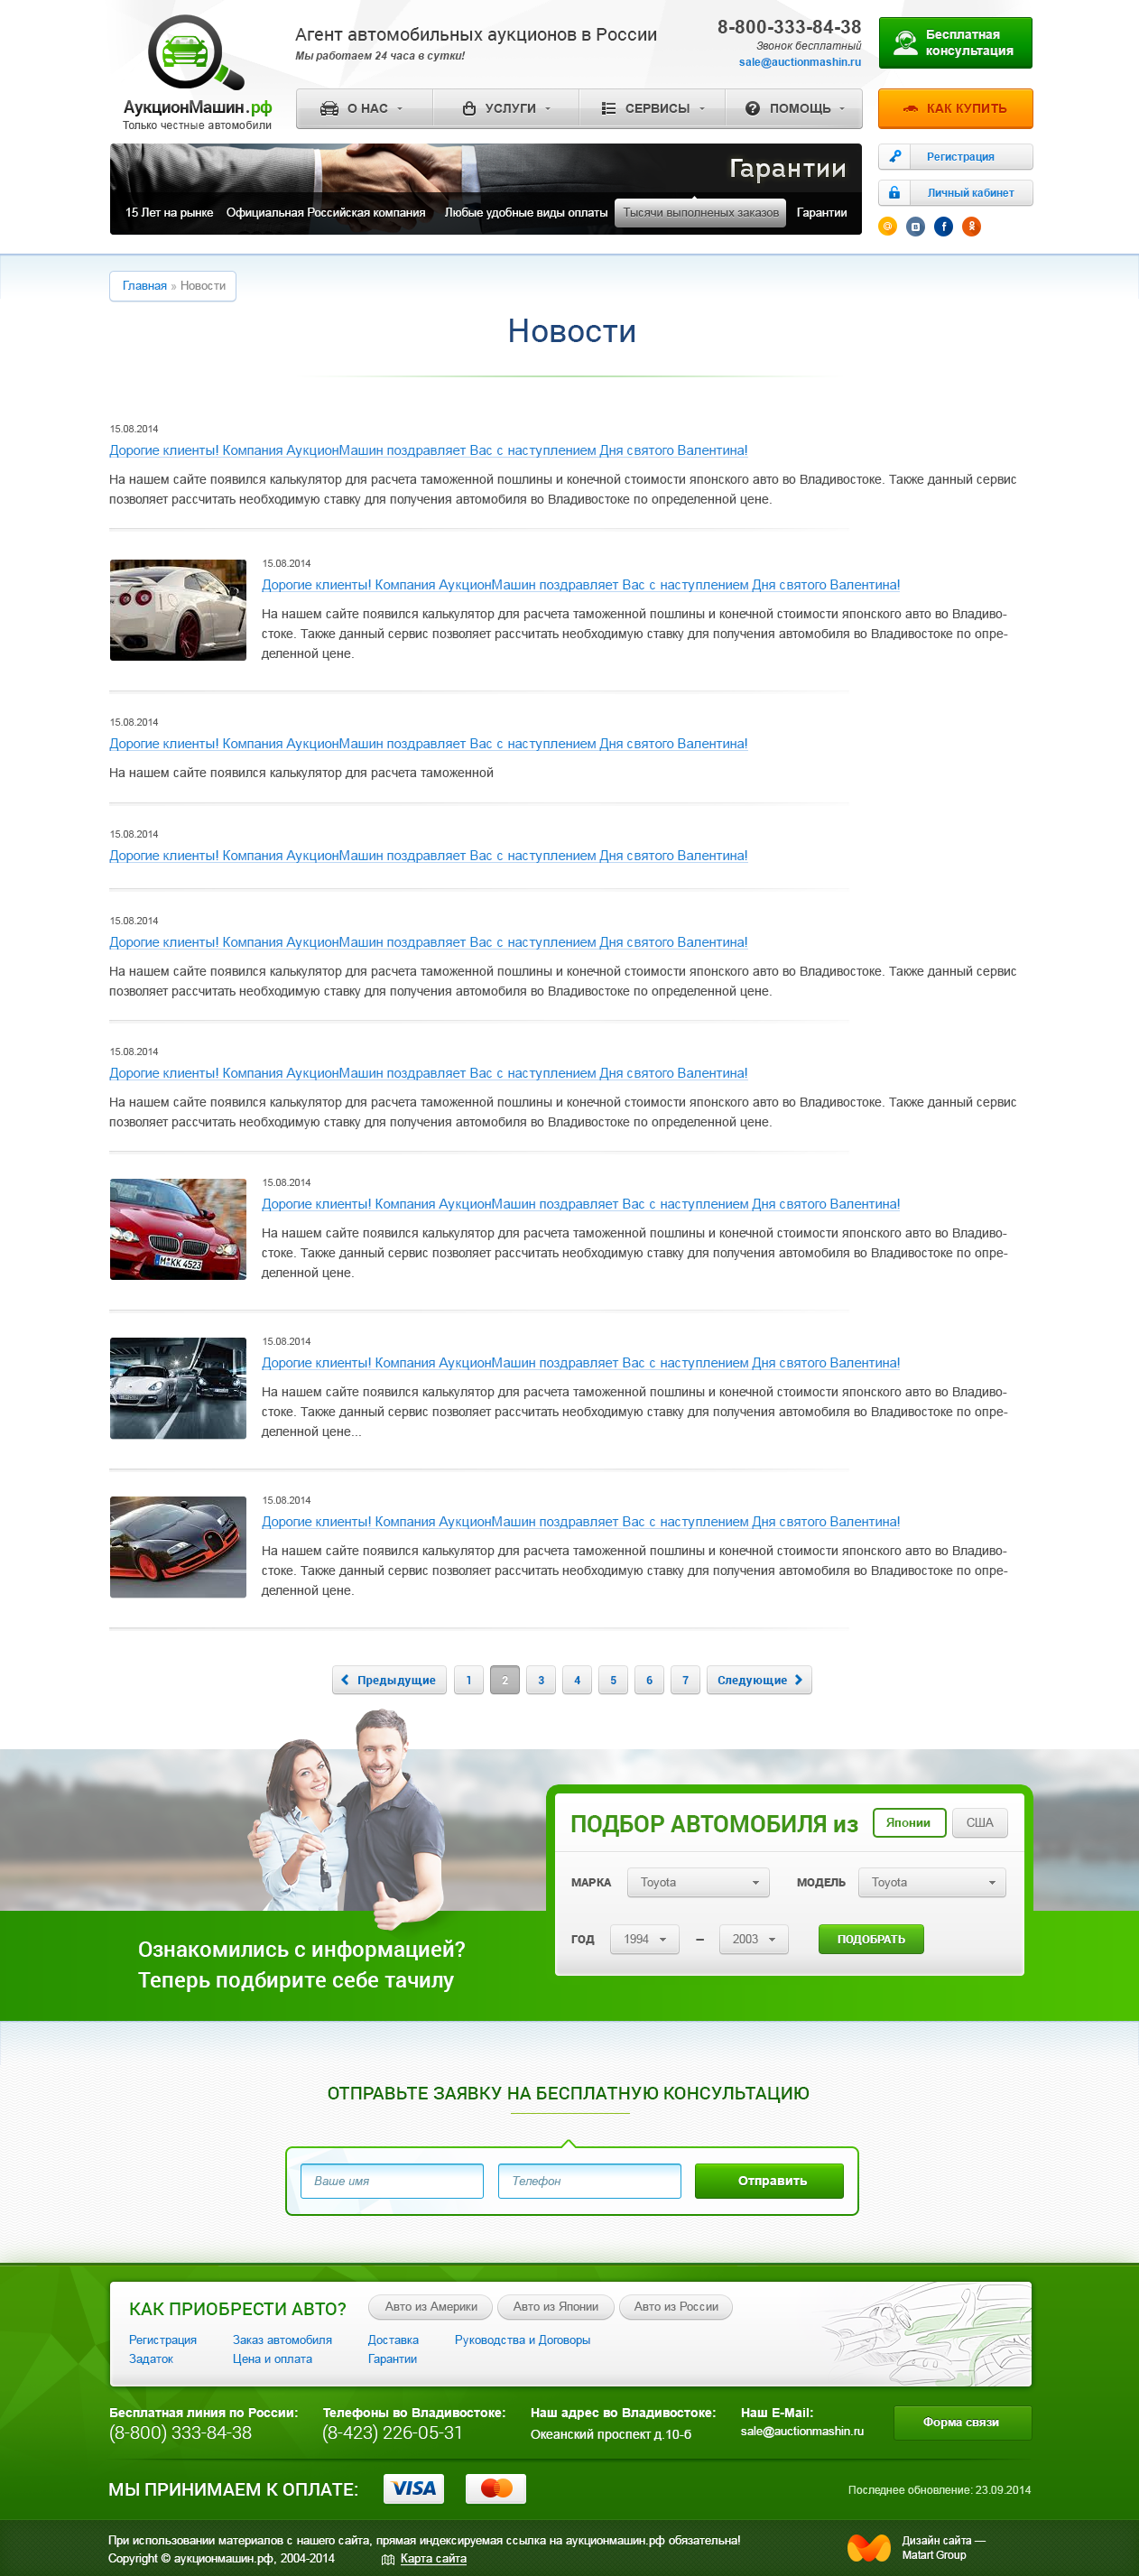 Агент автомобильных аукционов в России
Мы работаем 24 часа в сутки!
8-800-333-84-38
Звонок бесплатный
sale@auctionmashin.ru
Бесплатная
консультация
АукционМашин.рф
Только честные автомобили
О НАС
УСЛУГИ
СЕРВИСЫ
ПОМОЩЬ
КАК КУПИТЬ
Гарантии
15 Лет на рынке
Официальная Российская компания
Любые удобные виды оплаты
Тысячи выполненых заказов
Гарантии
Регистрация
Личный кабинет
Главная » Новости
Новости
15.08.2014
Дорогие клиенты! Компания АукционМашин поздравляет Вас с наступлением Дня святого Валентина!
На нашем сайте появился калькулятор для расчета таможенной пошлины и конечной стоимости японского авто во Владивостоке. Также данный сервис
позволяет рассчитать необходимую ставку для получения автомобиля во Владивостоке по определенной цене.
15.08.2014
Дорогие клиенты! Компания АукционМашин поздравляет Вас с наступлением Дня святого Валентина!
На нашем сайте появился калькулятор для расчета таможенной пошлины и конечной стоимости японского авто во Владиво-
стоке. Также данный сервис позволяет рассчитать необходимую ставку для получения автомобиля во Владивостоке по опре-
деленной цене.
15.08.2014
Дорогие клиенты! Компания АукционМашин поздравляет Вас с наступлением Дня святого Валентина!
На нашем сайте появился калькулятор для расчета таможенной
15.08.2014
Дорогие клиенты! Компания АукционМашин поздравляет Вас с наступлением Дня святого Валентина!
15.08.2014
Дорогие клиенты! Компания АукционМашин поздравляет Вас с наступлением Дня святого Валентина!
На нашем сайте появился калькулятор для расчета таможенной пошлины и конечной стоимости японского авто во Владивостоке. Также данный сервис
позволяет рассчитать необходимую ставку для получения автомобиля во Владивостоке по определенной цене.
15.08.2014
Дорогие клиенты! Компания АукционМашин поздравляет Вас с наступлением Дня святого Валентина!
На нашем сайте появился калькулятор для расчета таможенной пошлины и конечной стоимости японского авто во Владивостоке. Также данный сервис
позволяет рассчитать необходимую ставку для получения автомобиля во Владивостоке по определенной цене.
M KK 4523
15.08.2014
Дорогие клиенты! Компания АукционМашин поздравляет Вас с наступлением Дня святого Валентина!
На нашем сайте появился калькулятор для расчета таможенной пошлины и конечной стоимости японского авто во Владиво-
стоке. Также данный сервис позволяет рассчитать необходимую ставку для получения автомобиля во Владивостоке по опре-
деленной цене.
15.08.2014
Дорогие клиенты! Компания АукционМашин поздравляет Вас с наступлением Дня святого Валентина!
На нашем сайте появился калькулятор для расчета таможенной пошлины и конечной стоимости японского авто во Владиво-
стоке. Также данный сервис позволяет рассчитать необходимую ставку для получения автомобиля во Владивостоке по опре-
деленной цене...
15.08.2014
Дорогие клиенты! Компания АукционМашин поздравляет Вас с наступлением Дня святого Валентина!
На нашем сайте появился калькулятор для расчета таможенной пошлины и конечной стоимости японского авто во Владиво-
стоке. Также данный сервис позволяет рассчитать необходимую ставку для получения автомобиля во Владивостоке по опре-
деленной цене.
Предыдущие 1 2 3 4 5 6 7 Следующие
ПОДБОР АВТОМОБИЛЯ из
Японии
США
МАРКА
Toyota
МОДЕЛЬ
Toyota
ГОД
1994 – 2003
ПОДОБРАТЬ
Ознакомились с информацией?
Теперь подбирите себе тачилу
ОТПРАВЬТЕ ЗАЯВКУ НА БЕСПЛАТНУЮ КОНСУЛЬТАЦИЮ
Ваше имя
Телефон
Отправить
КАК ПРИОБРЕСТИ АВТО?
Авто из Америки
Авто из Японии
Авто из России
Регистрация
Заказ автомобиля
Доставка
Руководства и Договоры
Задаток
Цена и оплата
Гарантии
Бесплатная линия по России:
(8-800) 333-84-38
Телефоны во Владивостоке:
(8-423) 226-05-31
Наш адрес во Владивостоке:
Океанский проспект д.10-б
Наш E-Mail:
sale@auctionmashin.ru
Форма связи
МЫ ПРИНИМАЕМ К ОПЛАТЕ:
VISA
MasterCard
Последнее обновление: 23.09.2014
При использовании материалов с нашего сайта, прямая индексируемая ссылка на аукционмашин.рф обязательна!
Copyright © аукционмашин.рф, 2004-2014
Карта сайта
Дизайн сайта —
Matart Group